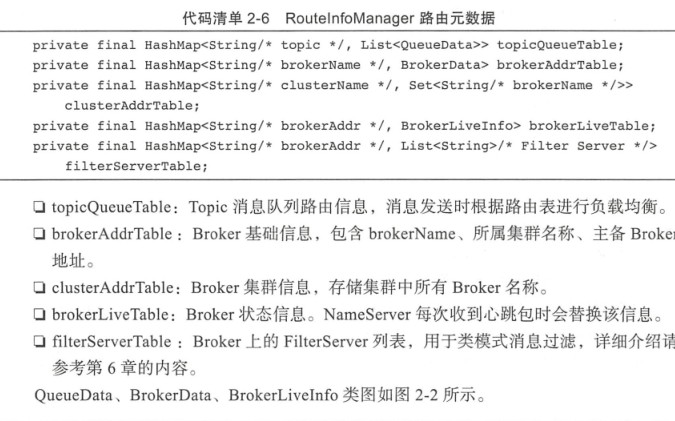 代码清单 2-6 RouteInfoManager 路由元数据
private final HashMap<String/* topic */, List<QueueData>> topicQueueTable;
private final HashMap<String/* brokerName */, BrokerData> brokerAddrTable;
private final HashMap<String/* clusterName */, Set<String/* brokerName */>>
clusterAddrTable;
private final HashMap<String/* brokerAddr */, BrokerLiveInfo> brokerLiveTable;
private final HashMap<String/* brokerAddr */, List<String>/* Filter Server */>
filterServerTable;
❑ topicQueueTable：Topic 消息队列路由信息，消息发送时根据路由表进行负载均衡。
❑ brokerAddrTable：Broker 基础信息，包含 brokerName、所属集群名称、主备 Broker
地址。
❑ clusterAddrTable：Broker 集群信息，存储集群中所有 Broker 名称。
❑ brokerLiveTable：Broker 状态信息。NameServer 每次收到心跳包时会替换该信息。
❑ filterServerTable：Broker 上的 FilterServer 列表，用于类模式消息过滤，详细介绍请
参考第 6 章的内容。
QueueData、BrokerData、BrokerLiveInfo 类图如图 2-2 所示。